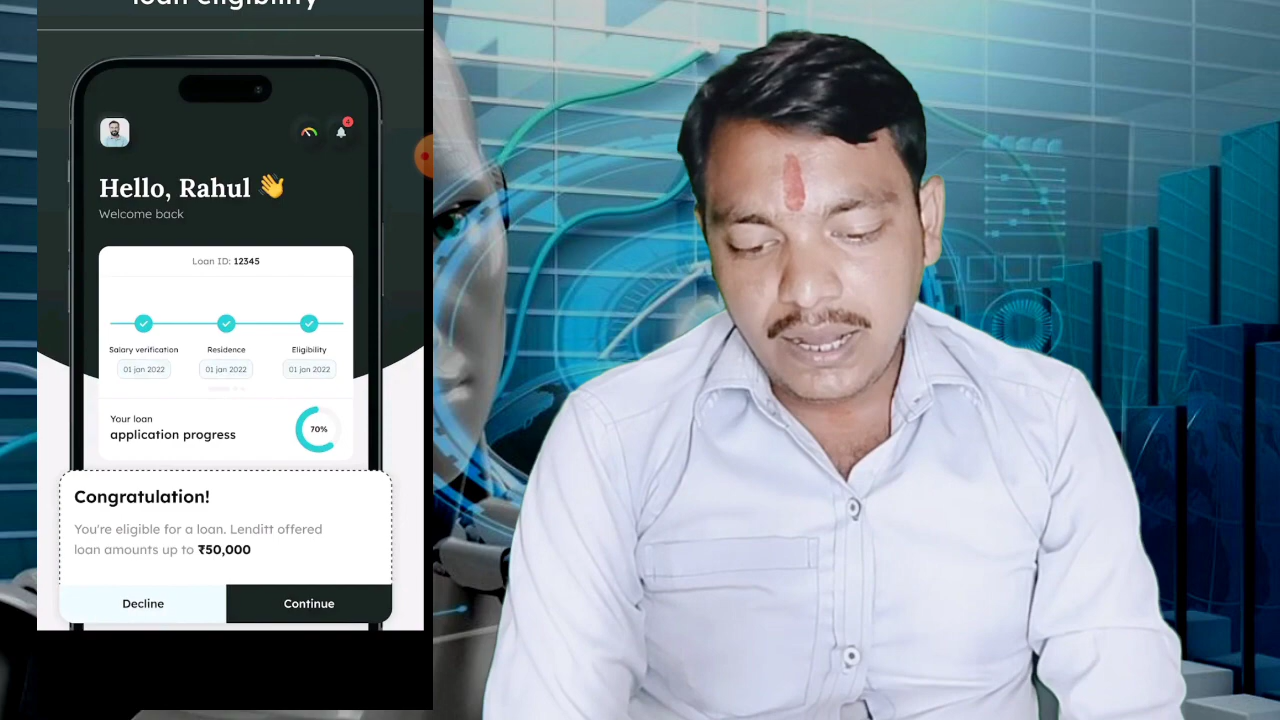 loan eligibility
4
Hello, Rahul 👋
Welcome back
Loan ID: 12345
Salary verification
Residence
Eligibility
01 jan 2022
01 jan 2022
01 jan 2022
Your loan
application progress
70%
Congratulation!
You're eligible for a loan. Lenditt offered
loan amounts up to ₹50,000
Decline
Continue